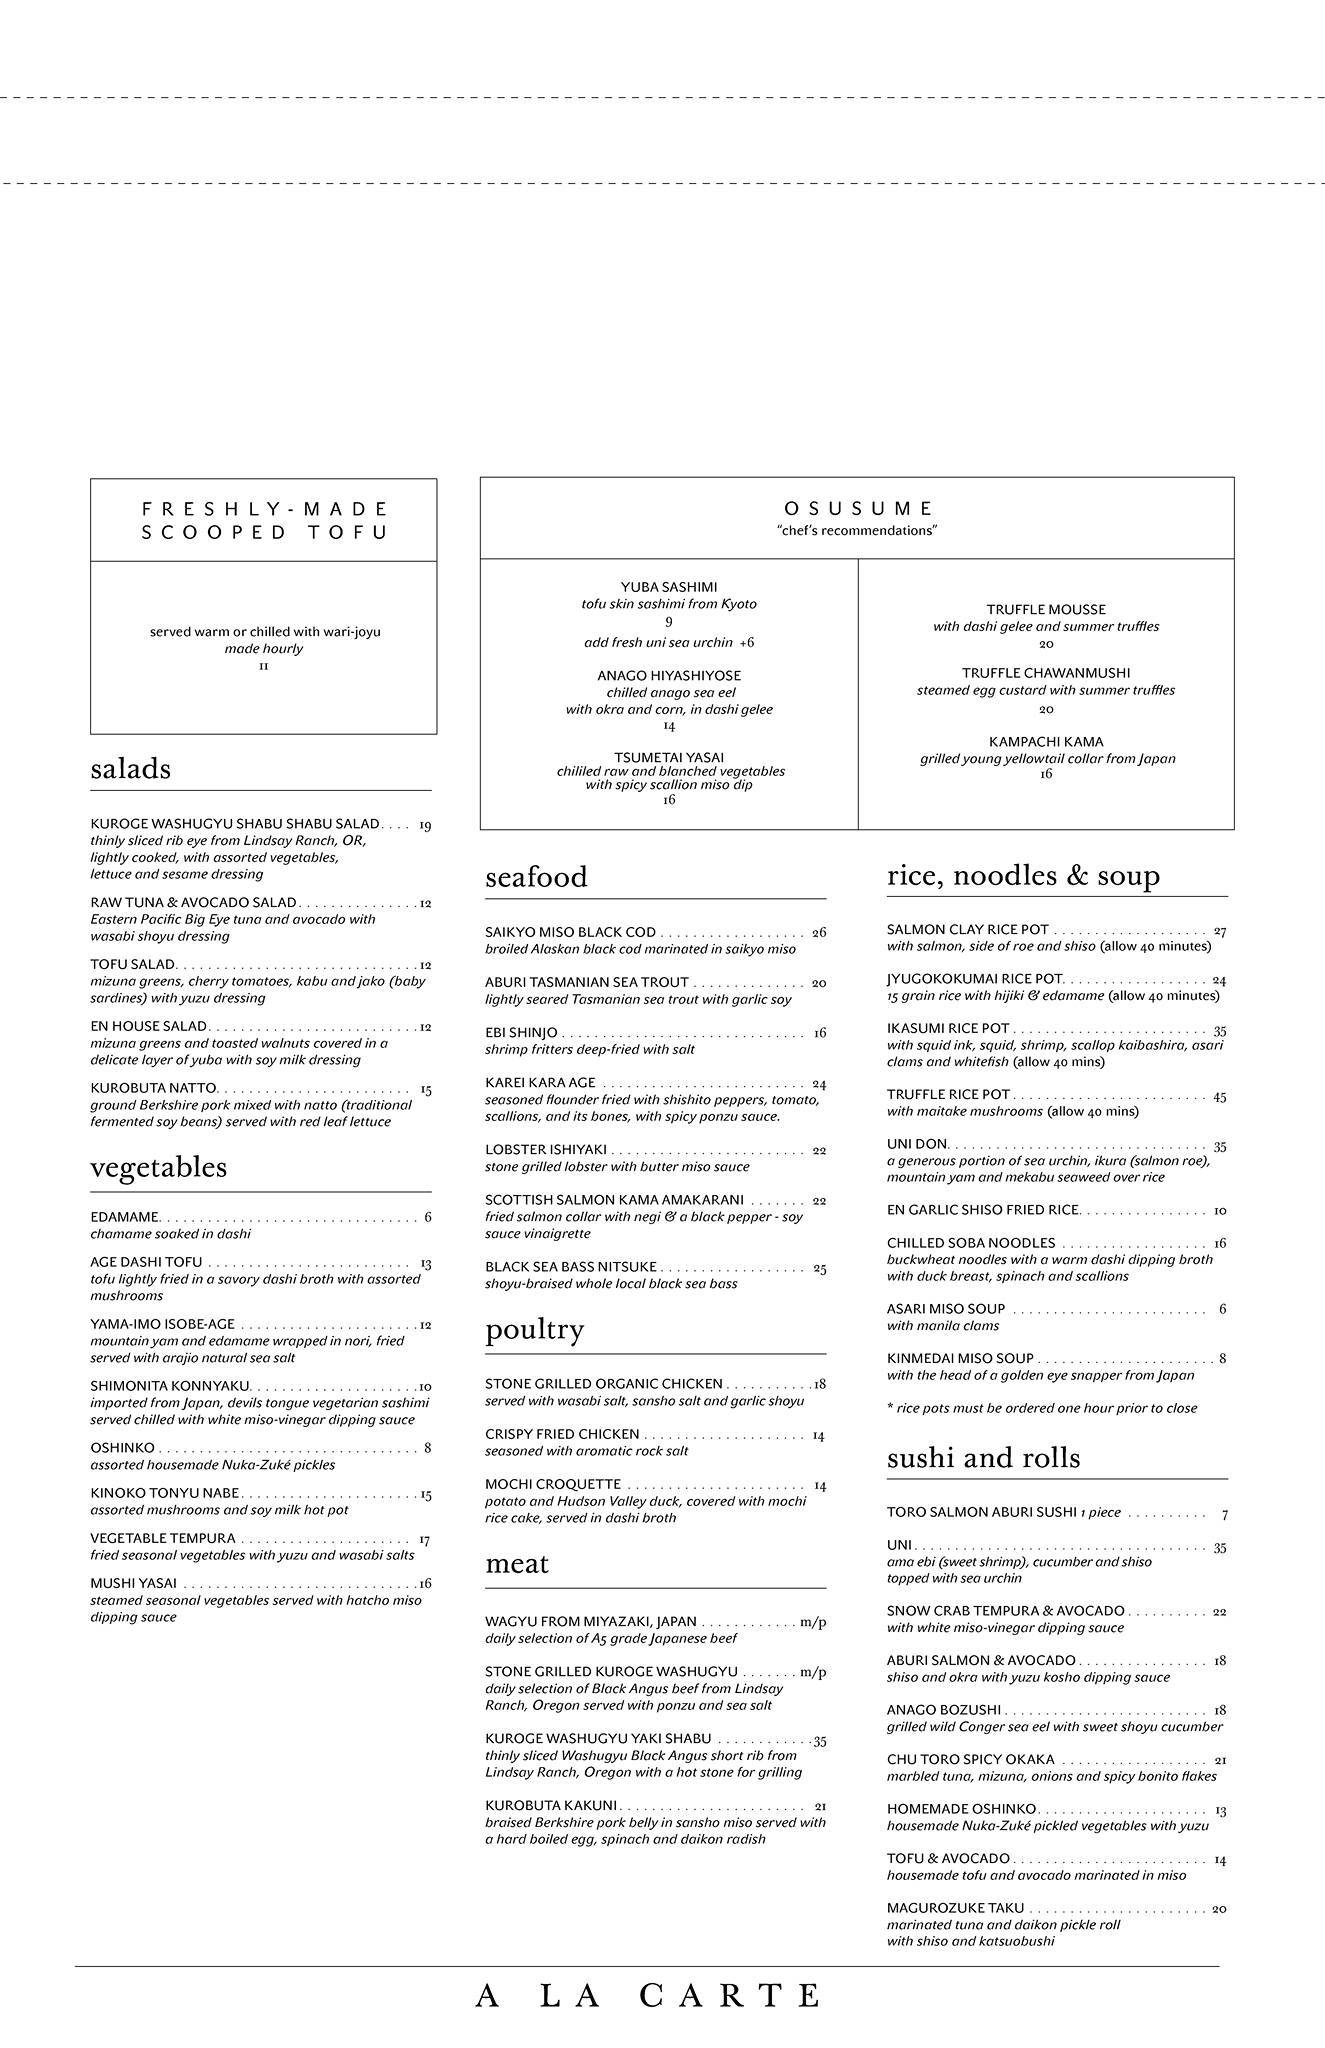 FRESHLY-MADE
SCOOPED TOFU
served warm or chilled with wari-joyu
made hourly
11
OSUSUME
"chef's recommendations"
YUBA SASHIMI
tofu skin sashimi from Kyoto
9
add fresh uni sea urchin +6
ANAGO HIYASHIYOSE
chilled anago sea eel
with okra and corn, in dashi gelee
14
TSUMETAI YASAI
chililed raw and blanched vegetables
with spicy scallion miso dip
16
TRUFFLE MOUSSE
with dashi gelee and summer truffles
20
TRUFFLE CHAWANMUSHI
steamed egg custard with summer truffles
20
KAMPACHI KAMA
grilled young yellowtail collar from Japan
16
salads
KUROGE WASHUGYU SHABU SHABU SALAD. . . . 19
thinly sliced rib eye from Lindsay Ranch, OR,
lightly cooked, with assorted vegetables,
lettuce and sesame dressing
RAW TUNA & AVOCADO SALAD. . . . . . . . . . . . . . . 12
Eastern Pacific Big Eye tuna and avocado with
wasabi shoyu dressing
TOFU SALAD. . . . . . . . . . . . . . . . . . . . . . . . . . . . . . 12
mizuna greens, cherry tomatoes, kabu and jako (baby
sardines) with yuzu dressing
EN HOUSE SALAD. . . . . . . . . . . . . . . . . . . . . . . . . . 12
mizuna greens and toasted walnuts covered in a
delicate layer of yuba with soy milk dressing
KUROBUTA NATTO. . . . . . . . . . . . . . . . . . . . . . . . 15
ground Berkshire pork mixed with natto (traditional
fermented soy beans) served with red leaf lettuce
vegetables
EDAMAME. . . . . . . . . . . . . . . . . . . . . . . . . . . . . . . . 6
chamame soaked in dashi
AGE DASHI TOFU . . . . . . . . . . . . . . . . . . . . . . . . . 13
tofu lightly fried in a savory dashi broth with assorted
mushrooms
YAMA-IMO ISOBE-AGE . . . . . . . . . . . . . . . . . . . . . . 12
mountain yam and edamame wrapped in nori, fried
served with arajio natural sea salt
SHIMONITA KONNYAKU. . . . . . . . . . . . . . . . . . . . . 10
imported from Japan, devils tongue vegetarian sashimi
served chilled with white miso-vinegar dipping sauce
OSHINKO . . . . . . . . . . . . . . . . . . . . . . . . . . . . . . . . 8
assorted housemade Nuka-Zuké pickles
KINOKO TONYU NABE. . . . . . . . . . . . . . . . . . . . . . 15
assorted mushrooms and soy milk hot pot
VEGETABLE TEMPURA . . . . . . . . . . . . . . . . . . . . . 17
fried seasonal vegetables with yuzu and wasabi salts
MUSHI YASAI . . . . . . . . . . . . . . . . . . . . . . . . . . . . . 16
steamed seasonal vegetables served with hatcho miso
dipping sauce
seafood
SAIKYO MISO BLACK COD . . . . . . . . . . . . . . . . . . 26
broiled Alaskan black cod marinated in saikyo miso
ABURI TASMANIAN SEA TROUT . . . . . . . . . . . . . . 20
lightly seared Tasmanian sea trout with garlic soy
EBI SHINJO . . . . . . . . . . . . . . . . . . . . . . . . . . . . . . 16
shrimp fritters deep-fried with salt
KAREI KARA AGE . . . . . . . . . . . . . . . . . . . . . . . . . 24
seasoned flounder fried with shishito peppers, tomato,
scallions, and its bones, with spicy ponzu sauce.
LOBSTER ISHIYAKI . . . . . . . . . . . . . . . . . . . . . . . . 22
stone grilled lobster with butter miso sauce
SCOTTISH SALMON KAMA AMAKARANI . . . . . . . 22
fried salmon collar with negi & a black pepper - soy
sauce vinaigrette
BLACK SEA BASS NITSUKE . . . . . . . . . . . . . . . . . . 25
shoyu-braised whole local black sea bass
poultry
STONE GRILLED ORGANIC CHICKEN . . . . . . . . . . . 18
served with wasabi salt, sansho salt and garlic shoyu
CRISPY FRIED CHICKEN . . . . . . . . . . . . . . . . . . . . 14
seasoned with aromatic rock salt
MOCHI CROQUETTE . . . . . . . . . . . . . . . . . . . . . . 14
potato and Hudson Valley duck, covered with mochi
rice cake, served in dashi broth
meat
WAGYU FROM MIYAZAKI, JAPAN . . . . . . . . . . . . m/p
daily selection of A5 grade Japanese beef
STONE GRILLED KUROGE WASHUGYU . . . . . . . m/p
daily selection of Black Angus beef from Lindsay
Ranch, Oregon served with ponzu and sea salt
KUROGE WASHUGYU YAKI SHABU . . . . . . . . . . . . 35
thinly sliced Washugyu Black Angus short rib from
Lindsay Ranch, Oregon with a hot stone for grilling
KUROBUTA KAKUNI. . . . . . . . . . . . . . . . . . . . . . . 21
braised Berkshire pork belly in sansho miso served with
a hard boiled egg, spinach and daikon radish
rice, noodles & soup
SALMON CLAY RICE POT . . . . . . . . . . . . . . . . . . . 27
with salmon, side of roe and shiso (allow 40 minutes)
JYUGOKOKUMAI RICE POT. . . . . . . . . . . . . . . . . . 24
15 grain rice with hijiki & edamame (allow 40 minutes)
IKASUMI RICE POT . . . . . . . . . . . . . . . . . . . . . . . . 35
with squid ink, squid, shrimp, scallop kaibashira, asari
clams and whitefish (allow 40 mins)
TRUFFLE RICE POT . . . . . . . . . . . . . . . . . . . . . . . . 45
with maitake mushrooms (allow 40 mins)
UNI DON. . . . . . . . . . . . . . . . . . . . . . . . . . . . . . . . 35
a generous portion of sea urchin, ikura (salmon roe),
mountain yam and mekabu seaweed over rice
EN GARLIC SHISO FRIED RICE. . . . . . . . . . . . . . . . 10
CHILLED SOBA NOODLES . . . . . . . . . . . . . . . . . . 16
buckwheat noodles with a warm dashi dipping broth
with duck breast, spinach and scallions
ASARI MISO SOUP . . . . . . . . . . . . . . . . . . . . . . . . 6
with manila clams
KINMEDAI MISO SOUP . . . . . . . . . . . . . . . . . . . . . . 8
with the head of a golden eye snapper from Japan
* rice pots must be ordered one hour prior to close
sushi and rolls
TORO SALMON ABURI SUSHI 1 piece . . . . . . . . . . 7
UNI . . . . . . . . . . . . . . . . . . . . . . . . . . . . . . . . . . . . 35
ama ebi (sweet shrimp), cucumber and shiso
topped with sea urchin
SNOW CRAB TEMPURA & AVOCADO . . . . . . . . . . 22
with white miso-vinegar dipping sauce
ABURI SALMON & AVOCADO . . . . . . . . . . . . . . . . 18
shiso and okra with yuzu kosho dipping sauce
ANAGO BOZUSHI . . . . . . . . . . . . . . . . . . . . . . . . . 18
grilled wild Conger sea eel with sweet shoyu cucumber
CHU TORO SPICY OKAKA . . . . . . . . . . . . . . . . . . 21
marbled tuna, mizuna, onions and spicy bonito flakes
HOMEMADE OSHINKO. . . . . . . . . . . . . . . . . . . . . 13
housemade Nuka-Zuké pickled vegetables with yuzu
TOFU & AVOCADO . . . . . . . . . . . . . . . . . . . . . . . . 14
housemade tofu and avocado marinated in miso
MAGUROZUKE TAKU . . . . . . . . . . . . . . . . . . . . . . 20
marinated tuna and daikon pickle roll
with shiso and katsuobushi
A LA CARTE